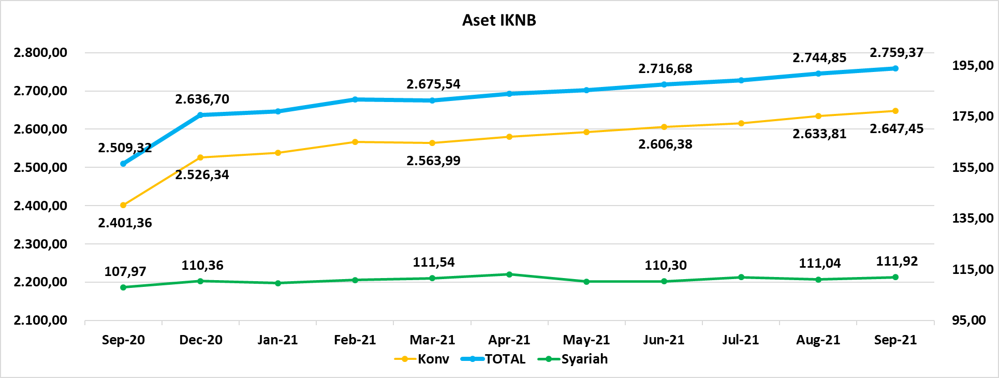 Aset IKNB
2.800,00
2.700,00
2.600,00
2.500,00
2.400,00
2.300,00
2.200,00
2.100,00
195,00
175,00
155,00
135,00
115,00
95,00
2.509,32
2.636,70
2.675,54
2.716,68
2.744,85
2.759,37
2.401,36
2.526,34
2.563,99
2.606,38
2.633,81
2.647,45
107,97
110,36
111,54
110,30
111,04
111,92
Sep-20
Dec-20
Jan-21
Feb-21
Mar-21
Apr-21
May-21
Jun-21
Jul-21
Aug-21
Sep-21
Konv
TOTAL
Syariah